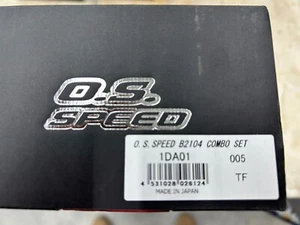 O.S.
SPEED
O.S.SPEED B2104 COMBO SET
1DA01
005
4 531028 026124
TF
MADE IN JAPAN